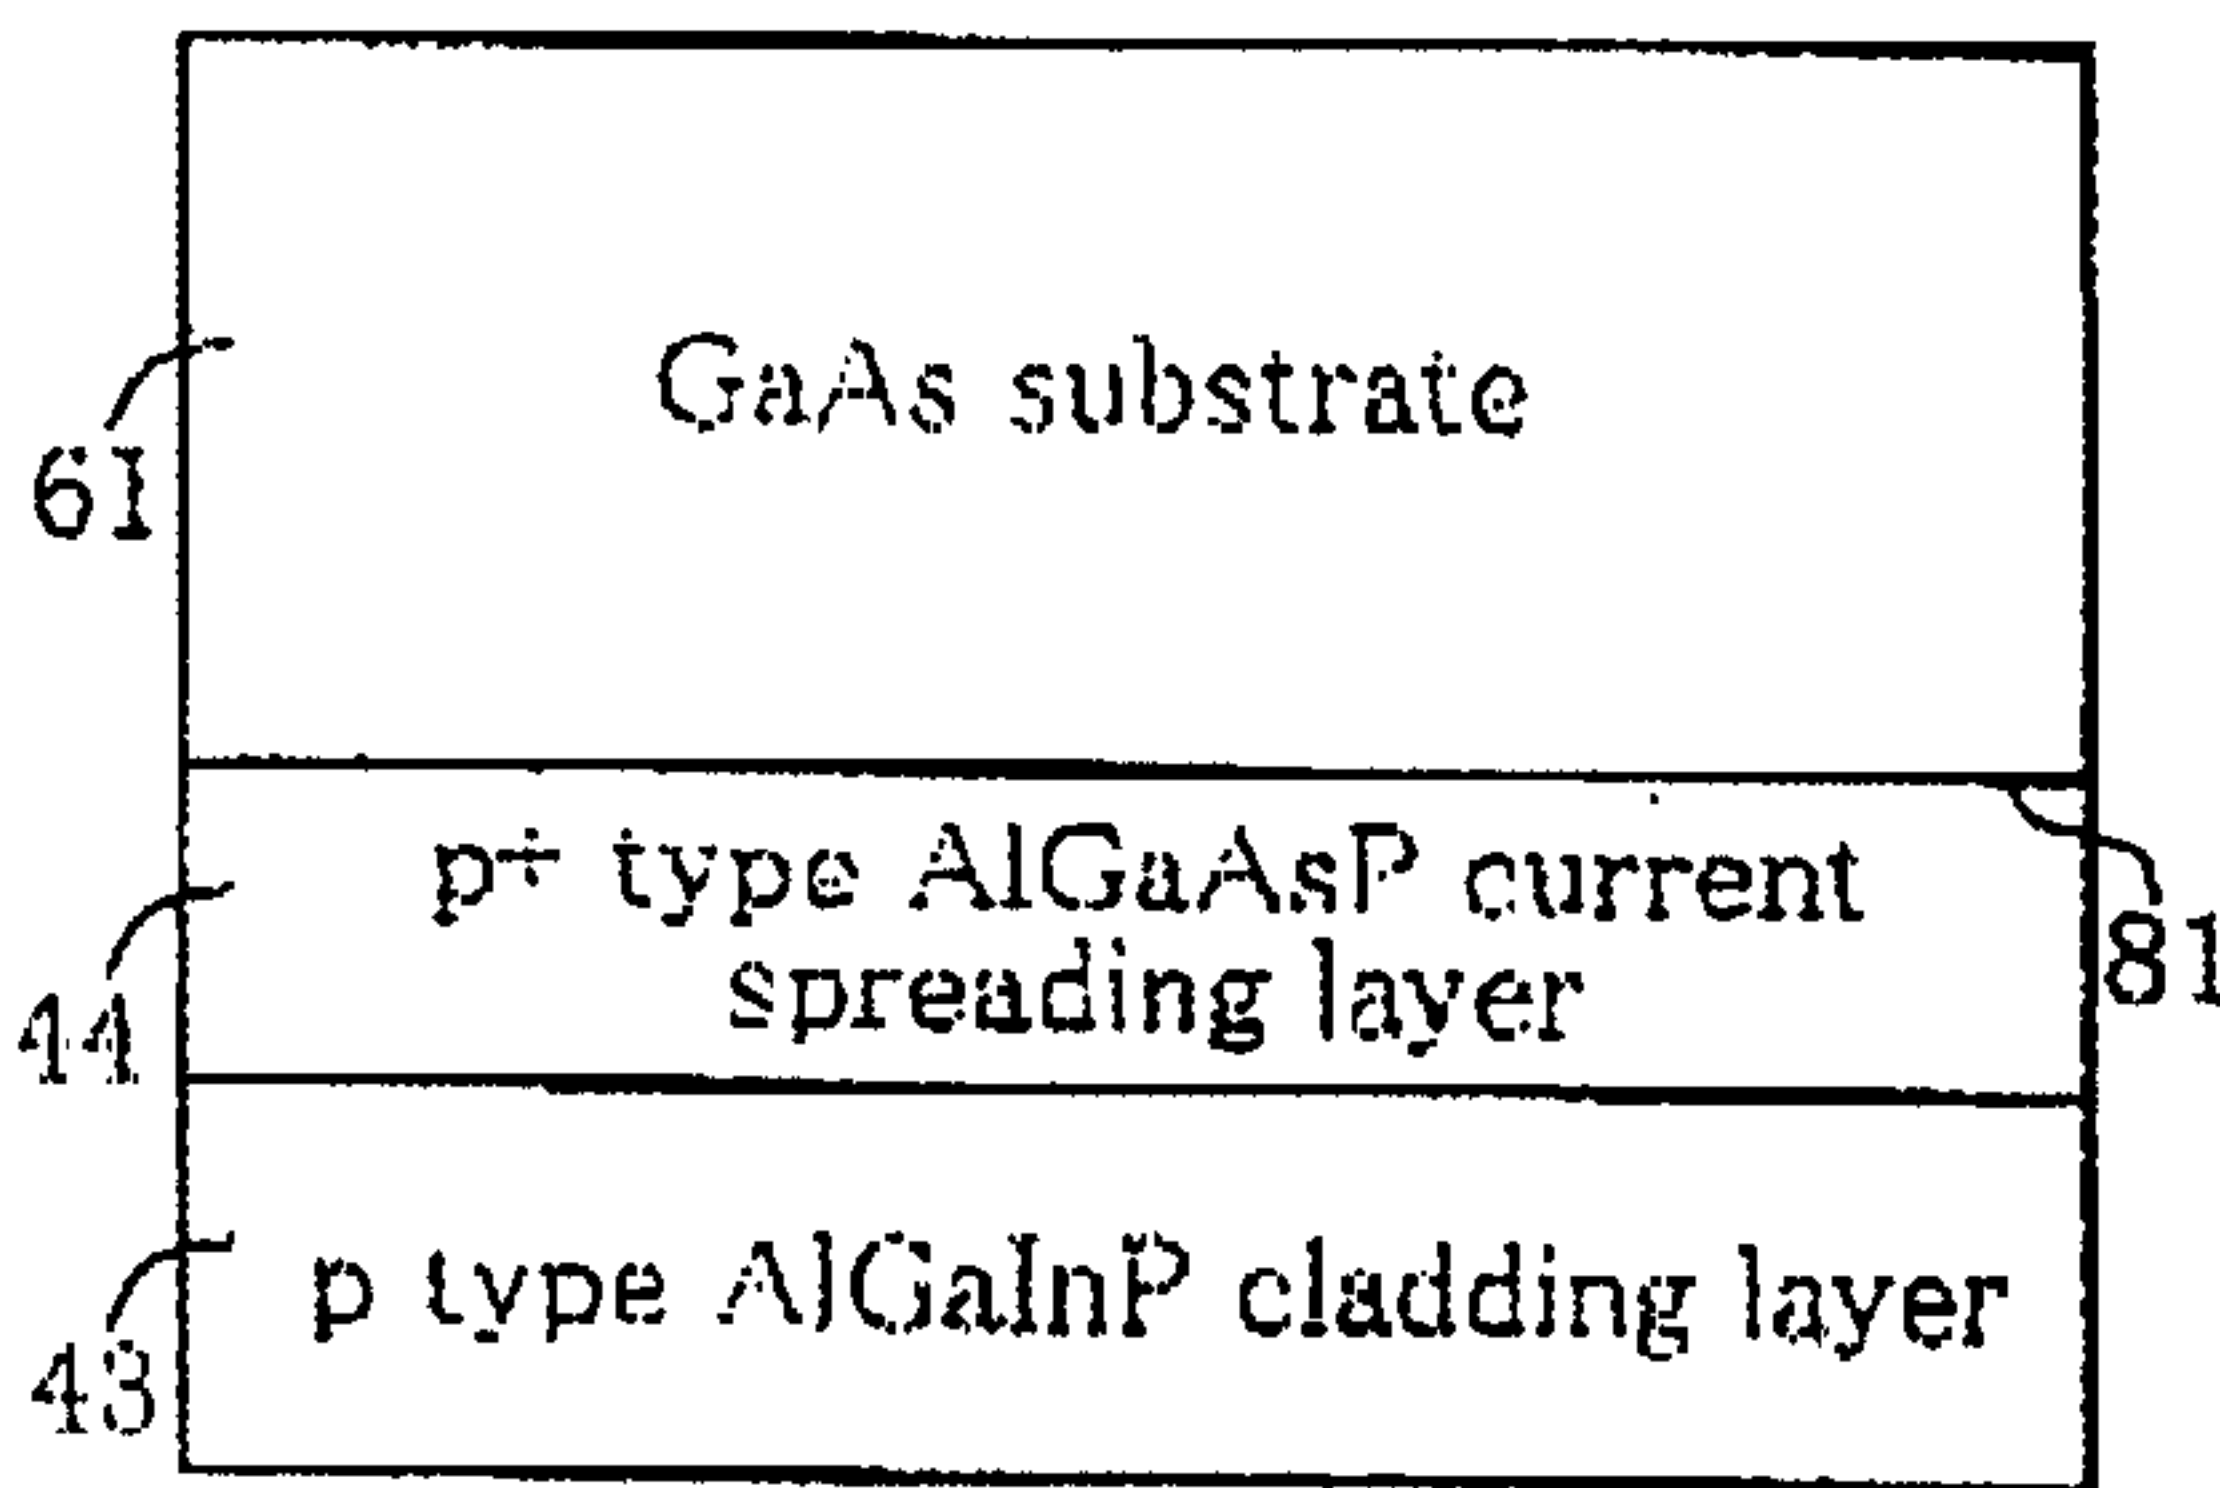 GaAs substrate
61
p+ type AlGaAsP current
spreading layer
81
44
p type AlGaInP cladding layer
43